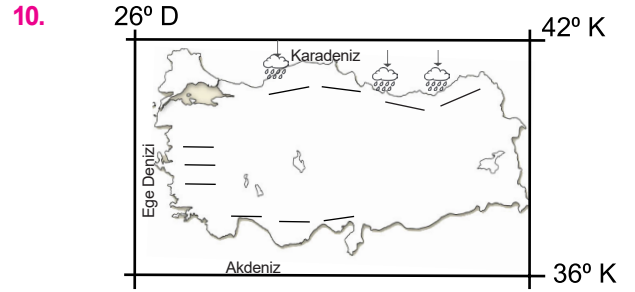 10.
26º D
42º K
Karadeniz
Ege Denizi
Akdeniz
36º K